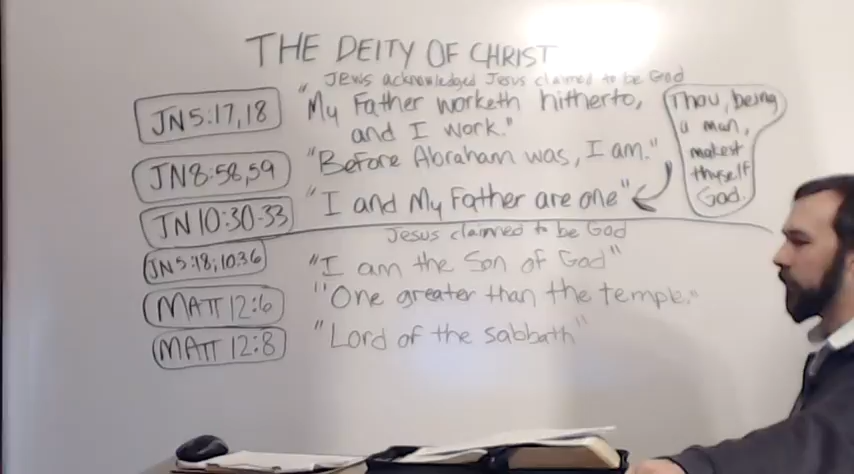 THE DEITY OF CHRIST
Jews acknowledged Jesus claimed to be God
JN 5:17,18
"My Father worketh hitherto,
and I work."
JN 8:58,59
"Before Abraham was, I am."
JN 10:30-33
"I and My Father are one"
Thou, being
a man,
makest
thyself
God.
Jesus claimed to be God
JN 5:18; 10:36
"I am the Son of God"
MATT 12:6
"One greater than the temple."
MATT 12:8
"Lord of the sabbath"